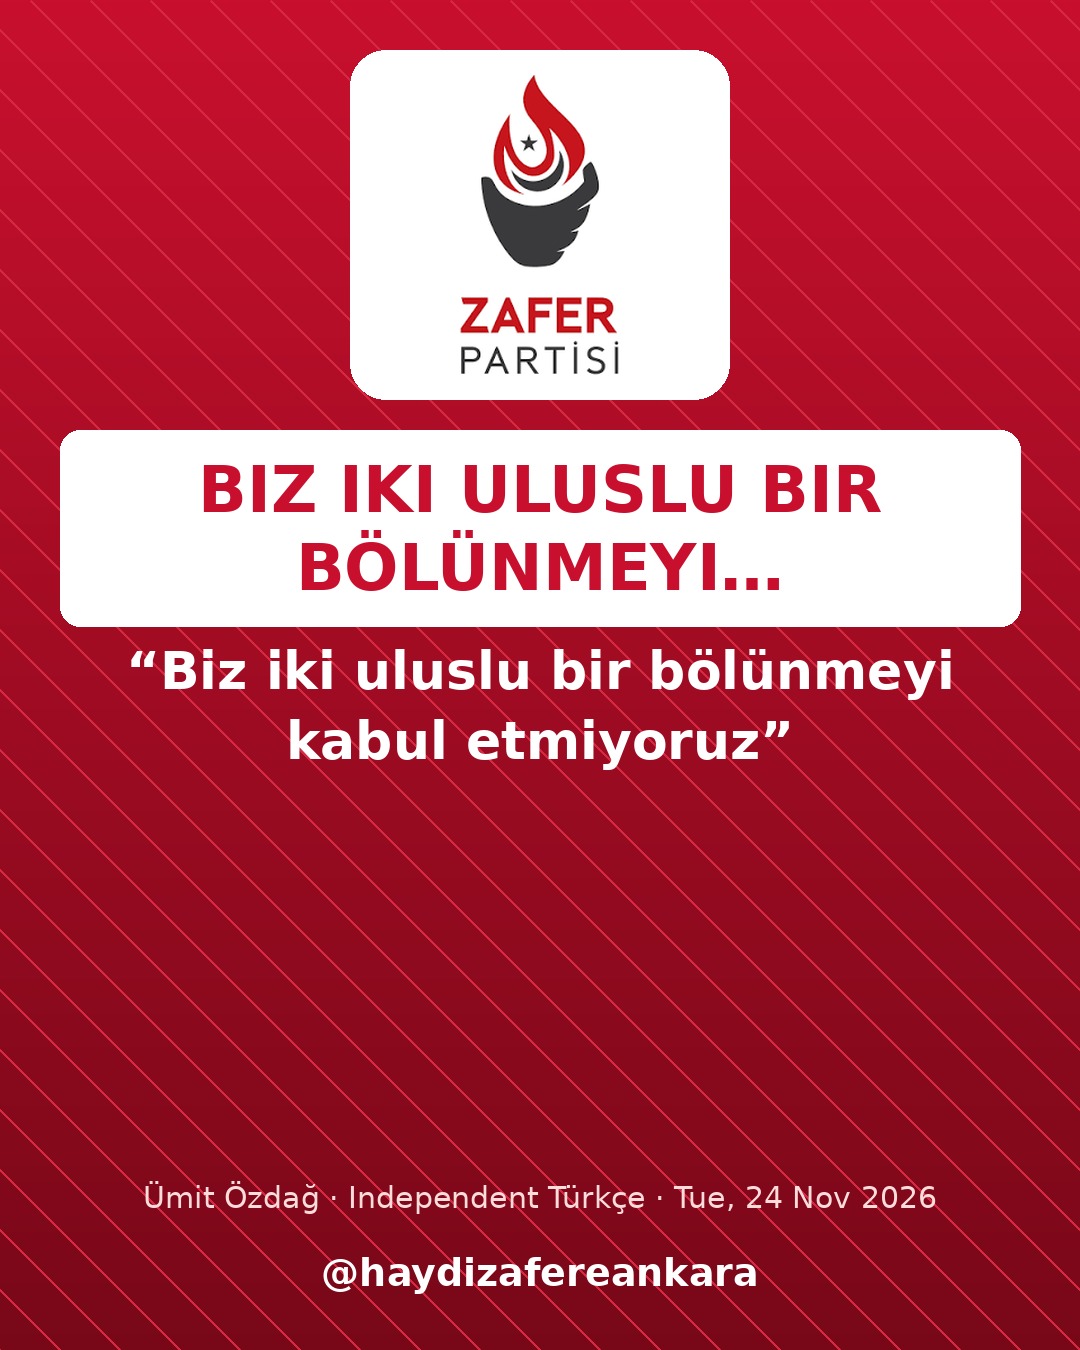 ZAFER
PARTİSİ
BIZ IKI ULUSLU BIR
BÖLÜNMEYI...
“Biz iki uluslu bir bölünmeyi
kabul etmiyoruz”
Ümit Özdağ · Independent Türkçe · Tue, 24 Nov 2026
@haydizafereankara